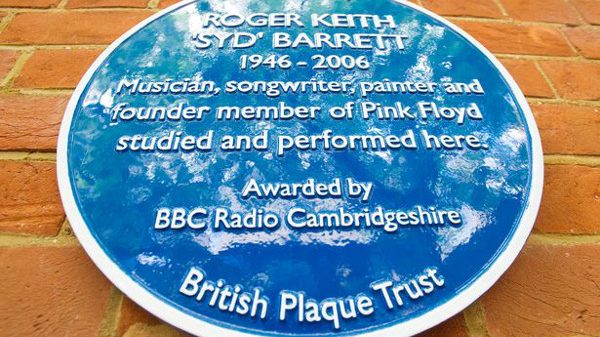 ROGER KEITH
'SYD' BARRETT
1946 - 2006
Musician, songwriter, painter and
founder member of Pink Floyd
studied and performed here.
Awarded by
BBC Radio Cambridgeshire
British Plaque Trust